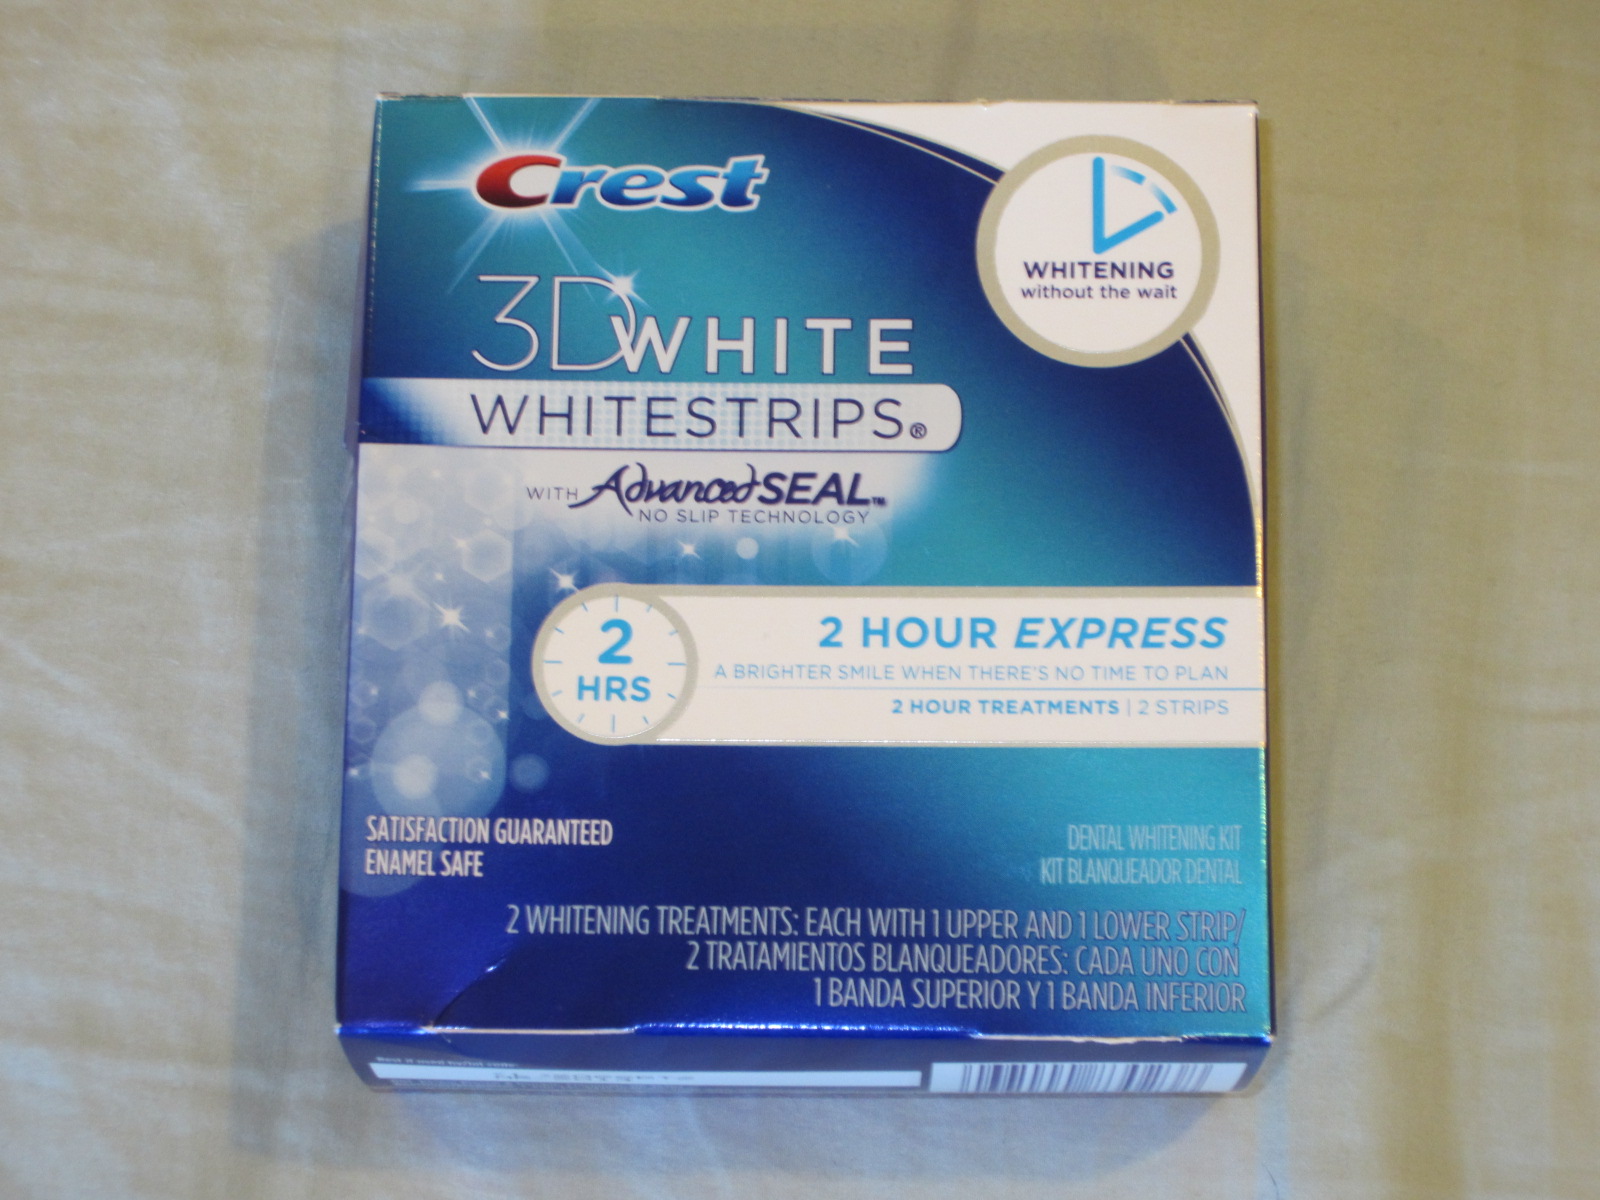 Crest
WHITENING
without the wait
3DWHITE
WHITESTRIPS®
WITH Advanced SEAL™
NO SLIP TECHNOLOGY
2
HRS
2 HOUR EXPRESS
A BRIGHTER SMILE WHEN THERE'S NO TIME TO PLAN
2 HOUR TREATMENTS | 2 STRIPS
SATISFACTION GUARANTEED
ENAMEL SAFE
DENTAL WHITENING KIT
KIT BLANQUEADOR DENTAL
2 WHITENING TREATMENTS: EACH WITH 1 UPPER AND 1 LOWER STRIP/
2 TRATAMIENTOS BLANQUEADORES: CADA UNO CON
1 BANDA SUPERIOR Y 1 BANDA INFERIOR